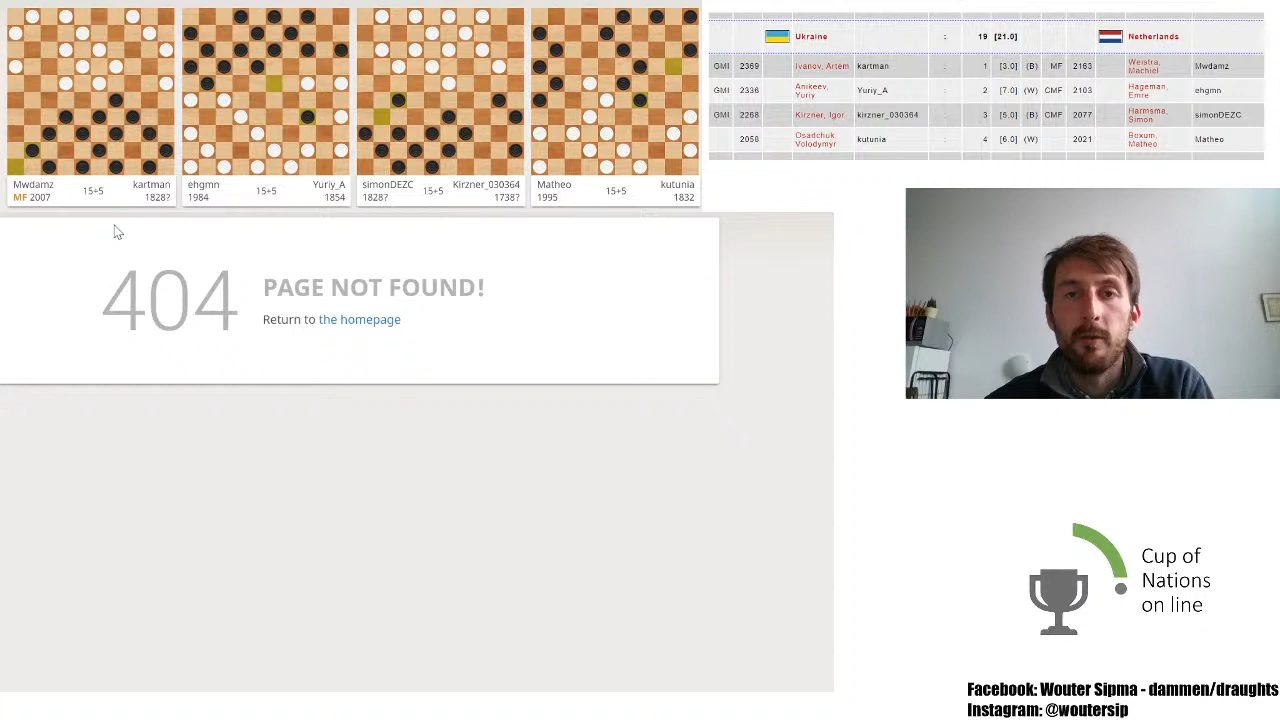 Mwdamz kartman
MF 2007 15+5 1828?
ehgmn Yuriy_A
1984 15+5 1854
simonDEZC Kirzner_030364
1828? 15+5 1738?
Matheo kutunia
1995 15+5 1832
Ukraine : 19 [21.0] Netherlands
GMI 2369 Ivanov, Artem kartman : 1 [3.0] (B) MF 2163 Weistra, Machiel Mwdamz
GMI 2336 Anikeev, Yuriy Yuriy_A : 2 [7.0] (W) CMF 2103 Hageman, Emre ehgmn
GMI 2268 Kirzner, Igor kirzner_030364 : 3 [5.0] (B) CMF 2077 Harmsma, Simon simonDEZC
2058 Osadchuk, Volodymyr kutunia : 4 [6.0] (W) 2021 Boxum, Matheo Matheo
404
PAGE NOT FOUND!
Return to the homepage
Cup of
Nations
on line
Facebook: Wouter Sipma - dammen/draughts
Instagram: @woutersip